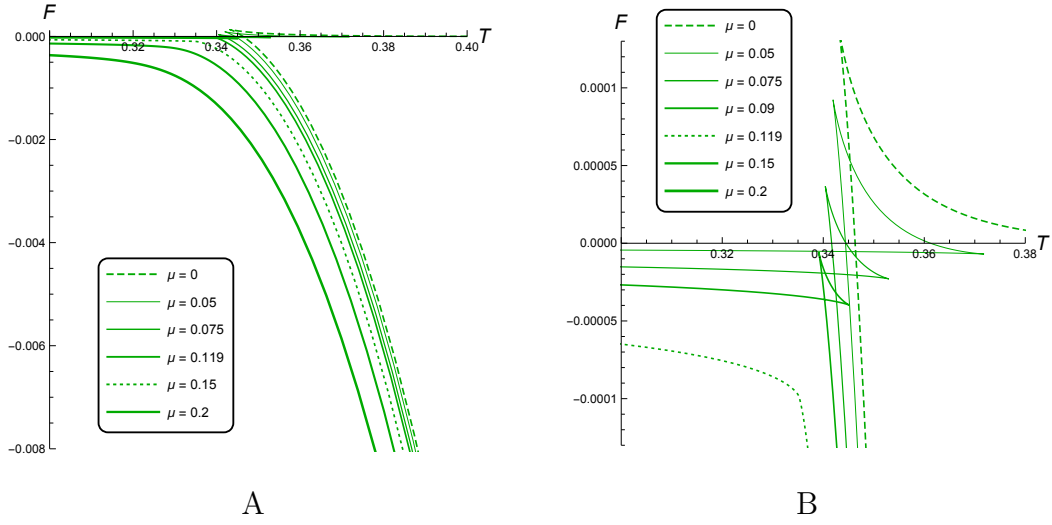 F
0.000
0.32
0.34
0.36
0.38
0.40
T
-0.002
-0.004
-0.006
-0.008
μ = 0
μ = 0.05
μ = 0.075
μ = 0.119
μ = 0.15
μ = 0.2
A
F
0.0001
0.00005
0.0000
0.32
0.34
0.36
0.38
T
-0.00005
-0.0001
μ = 0
μ = 0.05
μ = 0.075
μ = 0.09
μ = 0.119
μ = 0.15
μ = 0.2
B